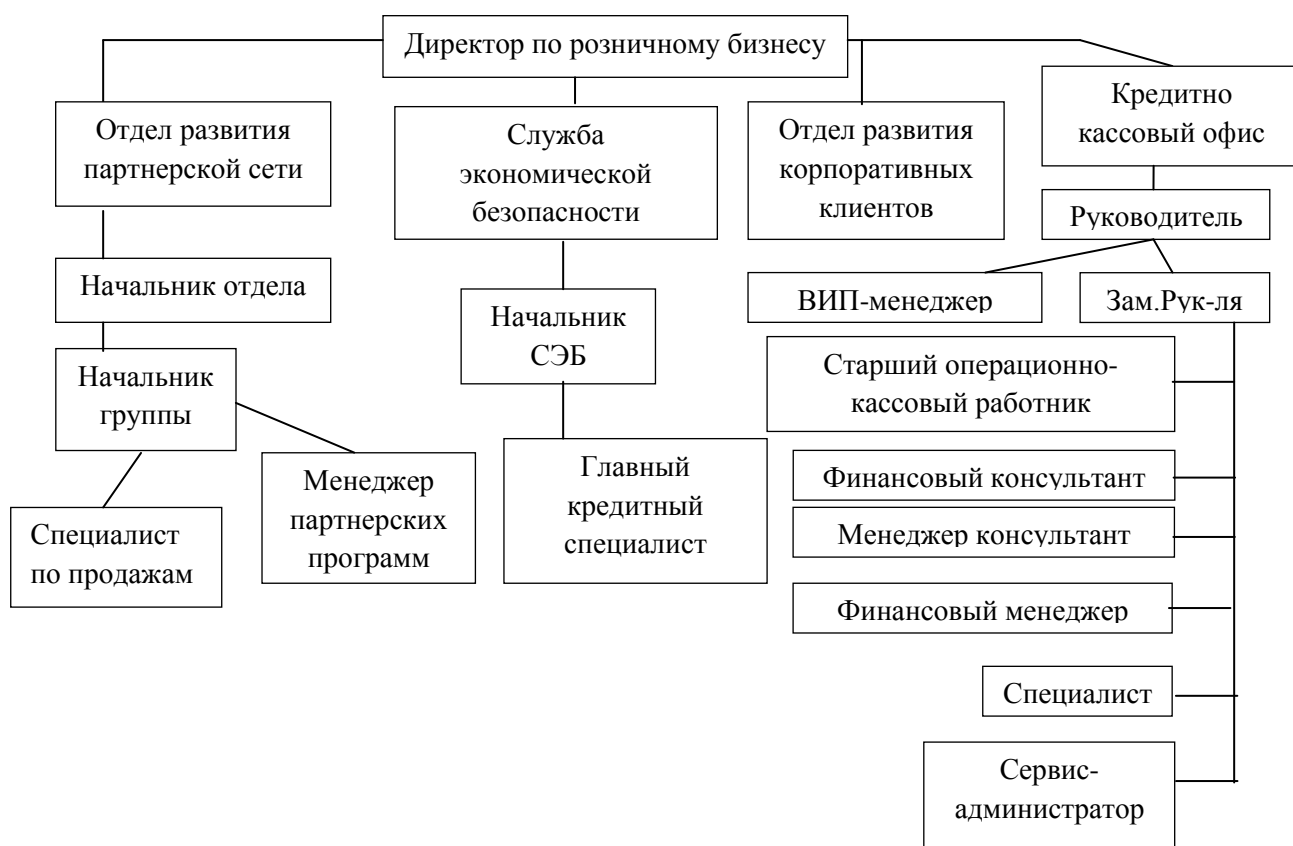 Директор по розничному бизнесу
Отдел развития
партнерской сети
Служба
экономической
безопасности
Отдел развития
корпоративных
клиентов
Кредитно
кассовый офис
Руководитель
Начальник отдела
Начальник
СЭБ
ВИП-менеджер
Зам.Рук-ля
Начальник
группы
Старший операционно-
кассовый работник
Специалист
по продажам
Менеджер
партнерских
программ
Главный
кредитный
специалист
Финансовый консультант
Менеджер консультант
Финансовый менеджер
Специалист
Сервис-
администратор